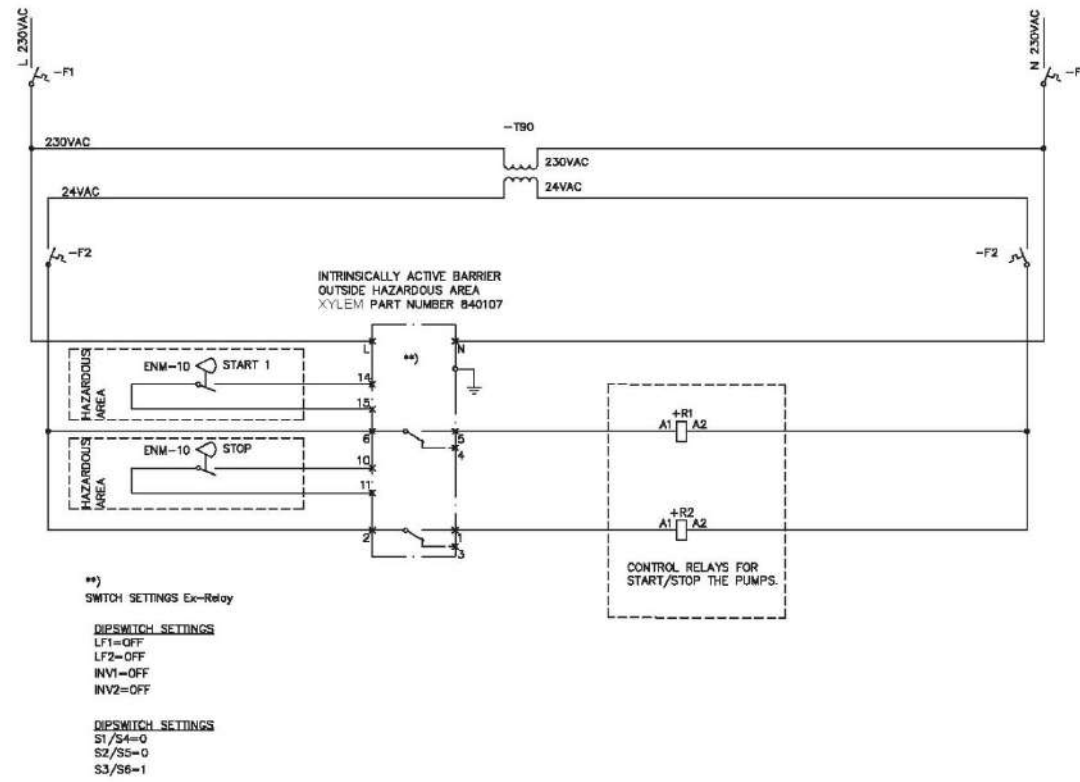 L 230VAC
N 230VAC
-F1
-F
-T90
230VAC
230VAC
24VAC
24VAC
-F2
-F2
INTRINSICALLY ACTIVE BARRIER
OUTSIDE HAZARDOUS AREA
XYLEM PART NUMBER 840107
L
**)
N
HAZARDOUS
AREA
ENM-10
START 1
14
15
6
5
4
HAZARDOUS
AREA
ENM-10
STOP
10
11
2
1
3
+R1
A1
A2
+R2
A1
A2
CONTROL RELAYS FOR
START/STOP THE PUMPS.
**)
SWITCH SETTINGS Ex-Relay
DIPSWITCH SETTINGS
LF1=OFF
LF2=OFF
INV1=OFF
INV2=OFF
DIPSWITCH SETTINGS
S1/S4=0
S2/S5=0
S3/S6=1